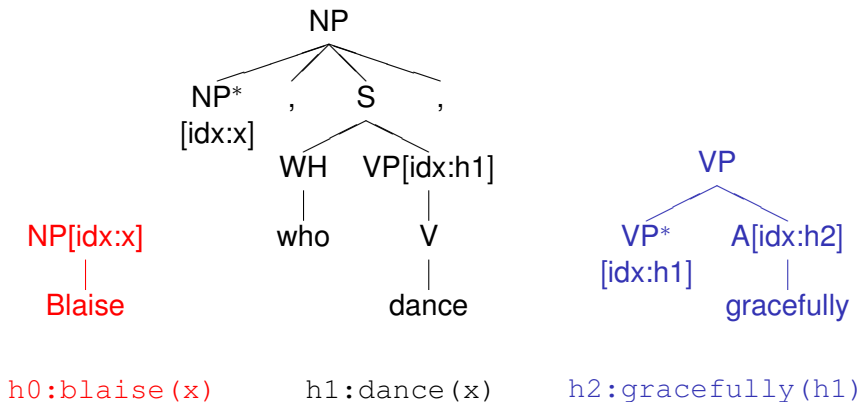 NP
NP* , S ,
[idx:x]
WH VP[idx:h1] VP
NP[idx:x] who V VP* A[idx:h2]
[idx:h1]
Blaise dance gracefully
h0:blaise(x) h1:dance(x) h2:gracefully(h1)